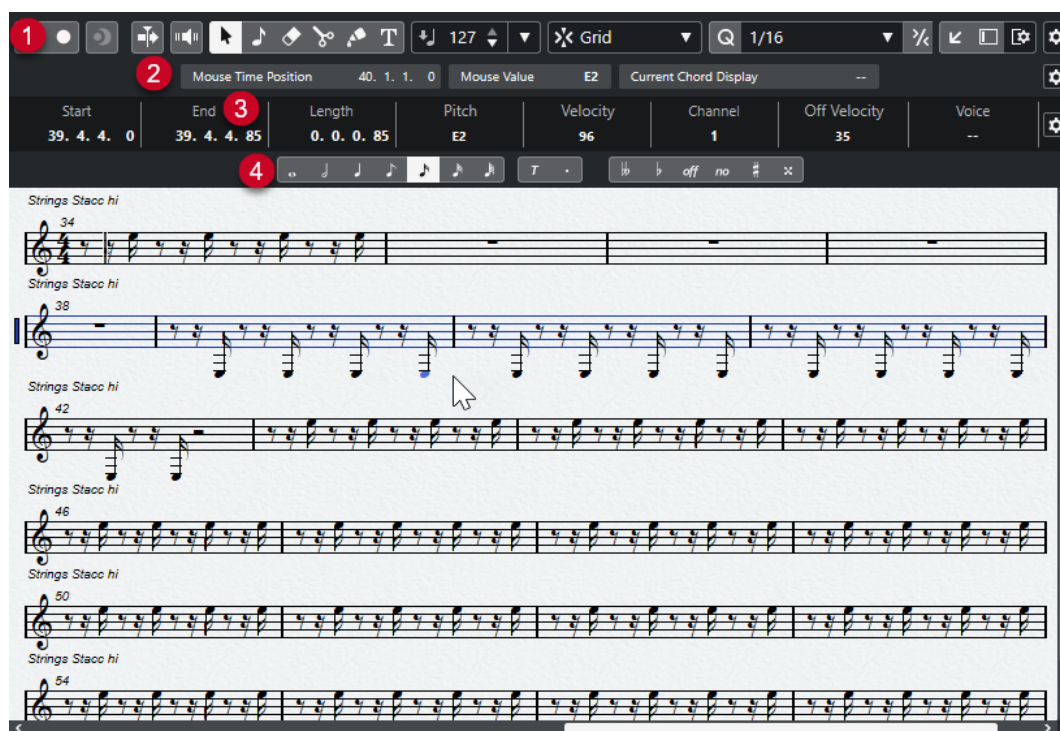 1 T 127 Grid Q 1/16
2 Mouse Time Position 40. 1. 1. 0 Mouse Value E2 Current Chord Display --
Start End 3 Length Pitch Velocity Channel Off Velocity Voice
39. 4. 4. 0 39. 4. 4. 85 0. 0. 0. 85 E2 96 1 35 --
4 T . off no
Strings Stacc hi
34
4
4
Strings Stacc hi
38
Strings Stacc hi
42
Strings Stacc hi
46
Strings Stacc hi
50
Strings Stacc hi
54